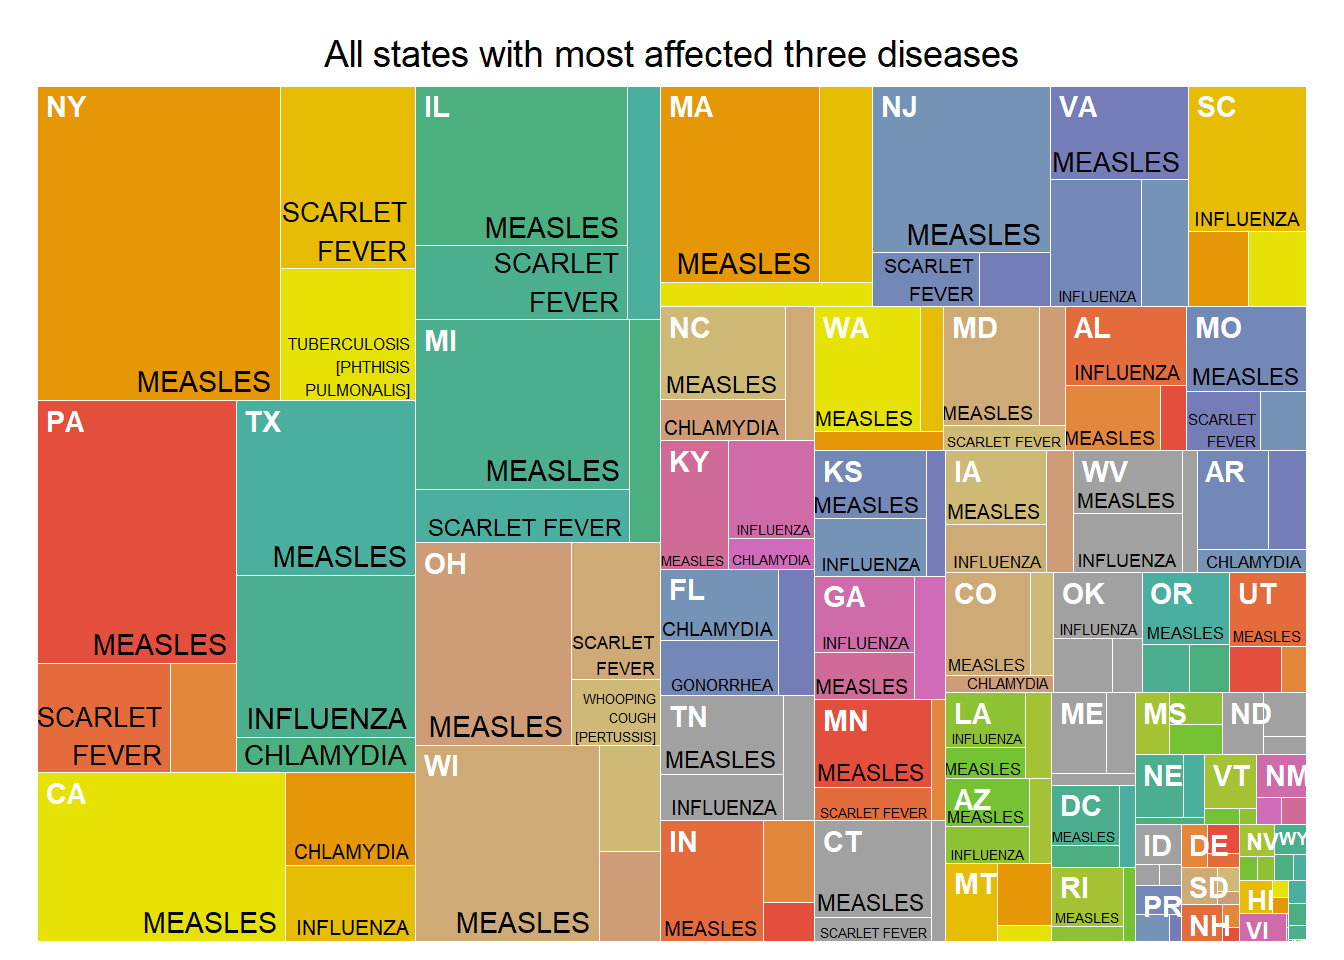 All states with most affected three diseases
NY
SCARLET
FEVER
MEASLES
TUBERCULOSIS
[PHTHISIS
PULMONALIS]
PA
MEASLES
SCARLET
FEVER
TX
MEASLES
INFLUENZA
CHLAMYDIA
CA
MEASLES
CHLAMYDIA
INFLUENZA
IL
MEASLES
SCARLET
FEVER
MI
MEASLES
SCARLET FEVER
OH
MEASLES
SCARLET
FEVER
WHOOPING
COUGH
[PERTUSSIS]
WI
MEASLES
MA
MEASLES
NJ
MEASLES
SCARLET
FEVER
VA
MEASLES
INFLUENZA
SC
INFLUENZA
NC
MEASLES
CHLAMYDIA
WA
MEASLES
MD
MEASLES
SCARLET FEVER
AL
INFLUENZA
MEASLES
MO
MEASLES
SCARLET
FEVER
KY
MEASLES
INFLUENZA
CHLAMYDIA
KS
MEASLES
INFLUENZA
IA
MEASLES
INFLUENZA
WV
MEASLES
INFLUENZA
AR
CHLAMYDIA
FL
CHLAMYDIA
GONORRHEA
GA
INFLUENZA
MEASLES
CO
MEASLES
CHLAMYDIA
OK
INFLUENZA
OR
MEASLES
UT
MEASLES
TN
MEASLES
INFLUENZA
MN
MEASLES
SCARLET FEVER
LA
INFLUENZA
MEASLES
ME
MS
ND
AZ
MEASLES
INFLUENZA
DC
MEASLES
NE
VT
NM
IN
MEASLES
CT
MEASLES
SCARLET FEVER
MT
RI
MEASLES
ID
DE
NV
WY
PR
SD
HI
NH
VI